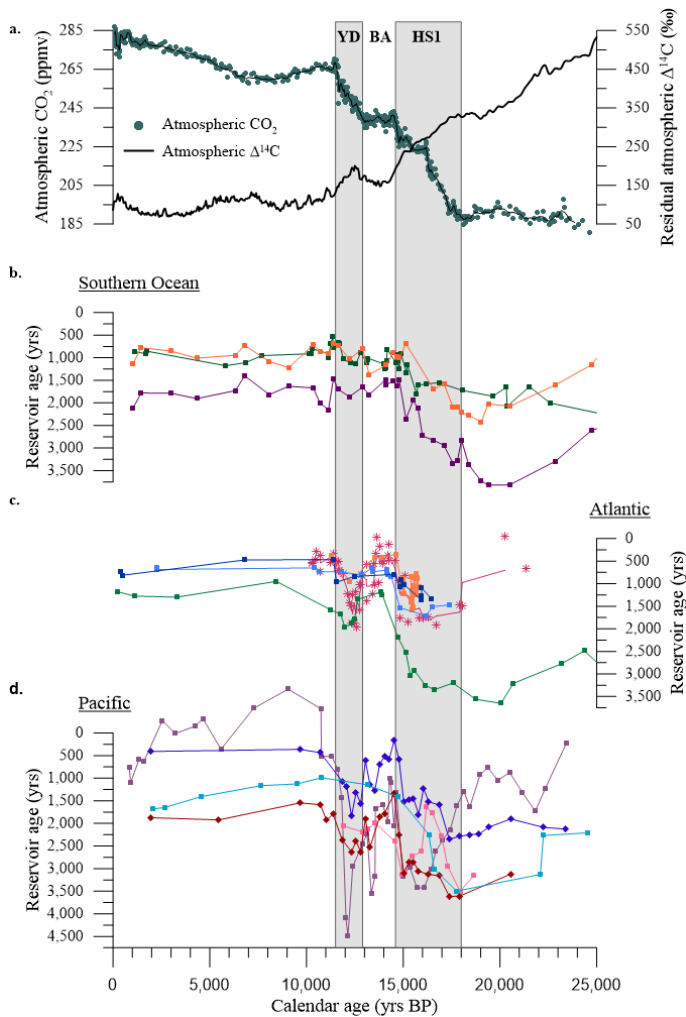 a.
YD BA HS1
285
265
245
225
205
185
Atmospheric CO2 (ppmv)
Atmospheric CO2
Atmospheric Δ14C
550
450
350
250
150
50
Residual atmospheric Δ14C (‰)
b.
Southern Ocean
0
500
1,000
1,500
2,000
2,500
3,000
3,500
Reservoir age (yrs)
c.
Atlantic
0
500
1,000
1,500
2,000
2,500
3,000
3,500
Reservoir age (yrs)
d.
Pacific
0
500
1,000
1,500
2,000
2,500
3,000
3,500
4,000
4,500
Reservoir age (yrs)
0 5,000 10,000 15,000 20,000 25,000
Calendar age (yrs BP)